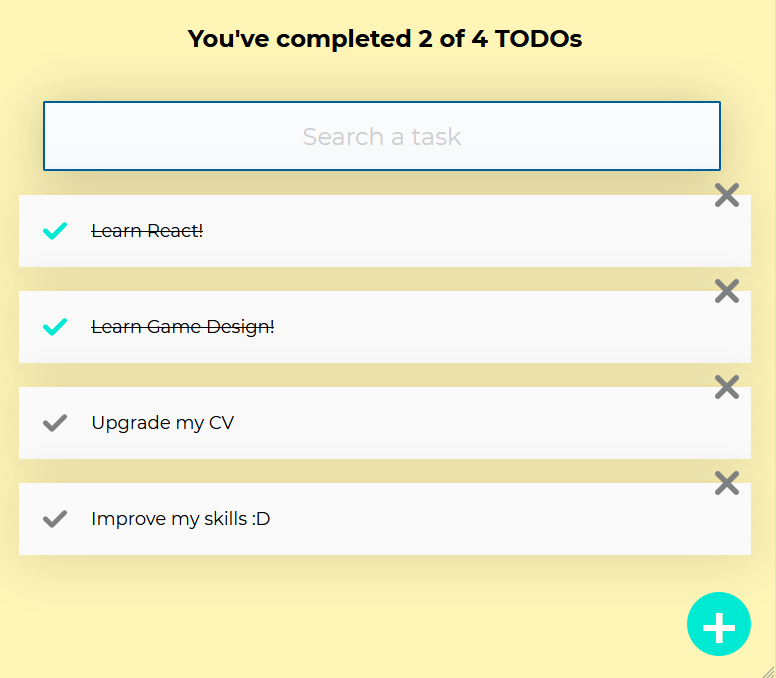 You've completed 2 of 4 TODOs
Search a task
Learn React!
Learn Game Design!
Upgrade my CV
Improve my skills :D